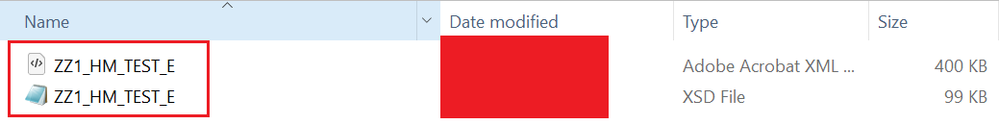 Name Date modified Type Size
ZZ1_HM_TEST_E Adobe Acrobat XML ... 400 KB
ZZ1_HM_TEST_E XSD File 99 KB